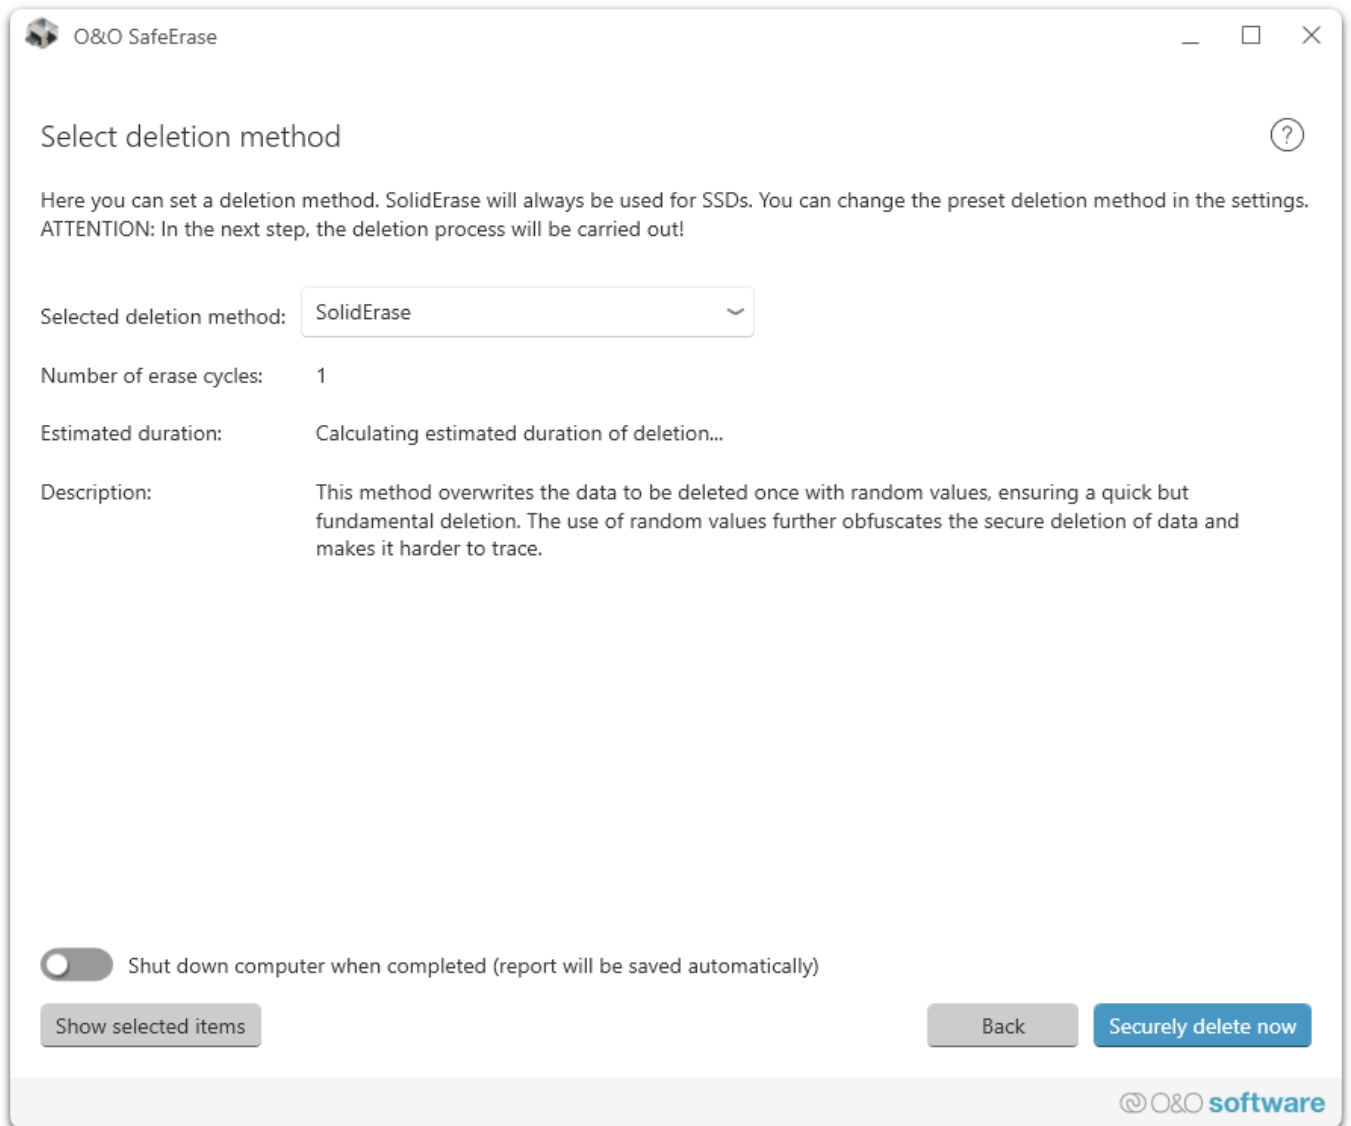 O&O SafeErase
Select deletion method
?
Here you can set a deletion method. SolidErase will always be used for SSDs. You can change the preset deletion method in the settings.
ATTENTION: In the next step, the deletion process will be carried out!
Selected deletion method: SolidErase
Number of erase cycles: 1
Estimated duration: Calculating estimated duration of deletion...
Description: This method overwrites the data to be deleted once with random values, ensuring a quick but
fundamental deletion. The use of random values further obfuscates the secure deletion of data and
makes it harder to trace.
Shut down computer when completed (report will be saved automatically)
Show selected items Back Securely delete now
O&O software